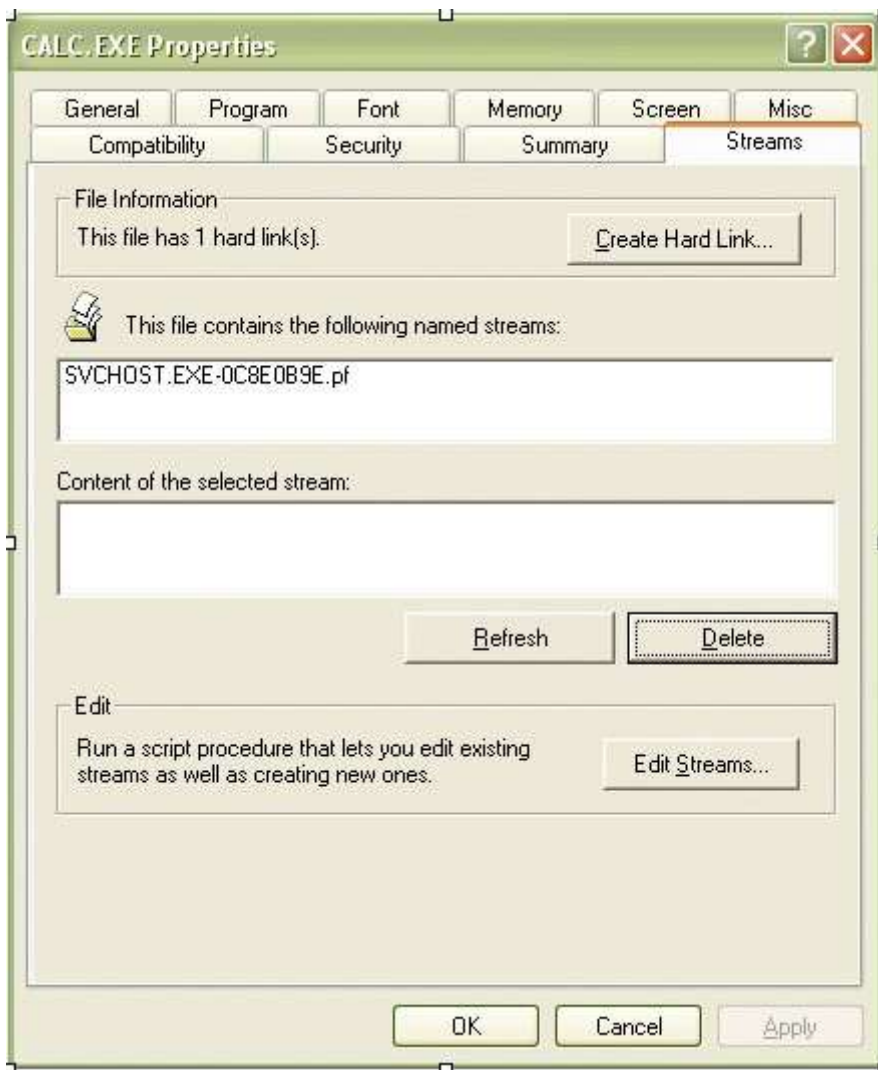 CALC.EXE Properties
General Program Font Memory Screen Misc
Compatibility Security Summary Streams
File Information
This file has 1 hard link(s).
Create Hard Link...
This file contains the following named streams:
SVCHOST.EXE-0C8E0B9E.pf
Content of the selected stream:
Refresh Delete
Edit
Run a script procedure that lets you edit existing
streams as well as creating new ones.
Edit Streams...
OK Cancel Apply